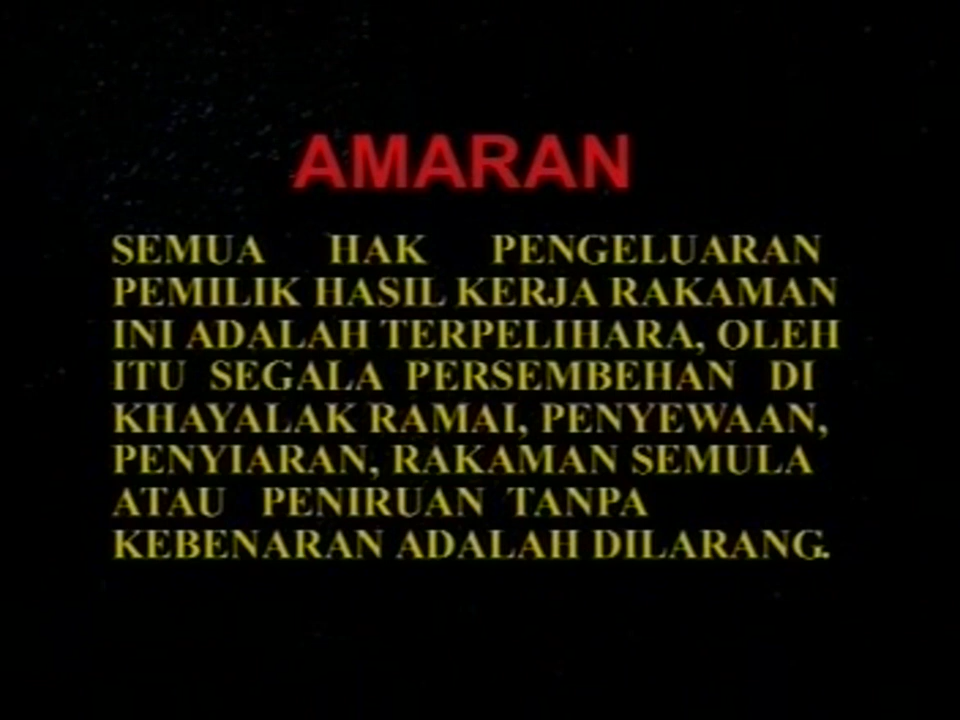 AMARAN
SEMUA HAK PENGELUARAN
PEMILIK HASIL KERJA RAKAMAN
INI ADALAH TERPELIHARA, OLEH
ITU SEGALA PERSEMBEHAN DI
KHAYALAK RAMAI, PENYEWAAN,
PENYIARAN, RAKAMAN SEMULA
ATAU PENIRUAN TANPA
KEBENARAN ADALAH DILARANG.